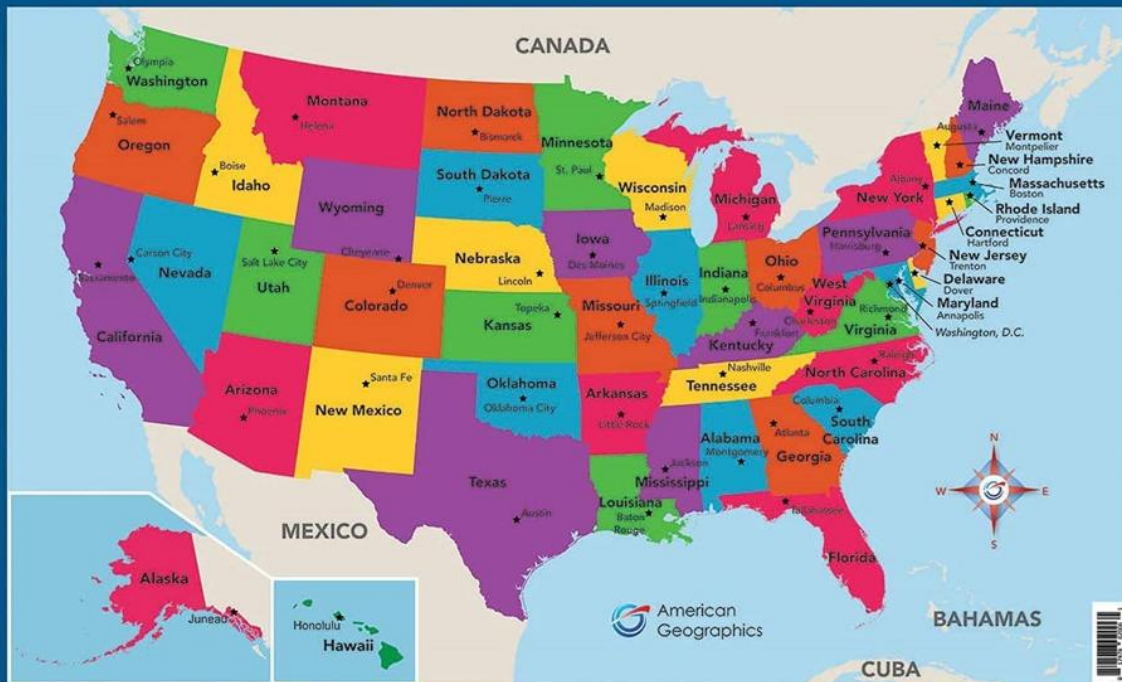 CANADA
Olympia
Washington
Salem
Oregon
Boise
Idaho
Montana
Helena
North Dakota
Bismarck
Minnesota
St. Paul
South Dakota
Pierre
Wisconsin
Madison
Michigan
Lansing
Wyoming
Cheyenne
Nebraska
Lincoln
Iowa
Des Moines
Maine
Augusta
Vermont
Montpelier
New Hampshire
Concord
Massachusetts
Boston
Rhode Island
Providence
Connecticut
Hartford
New Jersey
Trenton
Delaware
Dover
Maryland
Annapolis
Washington, D.C.
Albany
New York
Pennsylvania
Harrisburg
Carson City
Nevada
Sacramento
California
Salt Lake City
Utah
Denver
Colorado
Topeka
Kansas
Missouri
Jefferson City
Illinois
Springfield
Indiana
Indianapolis
Ohio
Columbus
West
Virginia
Charleston
Richmond
Virginia
Frankfort
Kentucky
Arizona
Phoenix
Santa Fe
New Mexico
Oklahoma
Oklahoma City
Arkansas
Little Rock
Nashville
Tennessee
Raleigh
North Carolina
Columbia
South
Carolina
Atlanta
Georgia
Alabama
Montgomery
Jackson
Mississippi
Texas
Austin
Louisiana
Baton
Rouge
Tallahassee
Florida
N
W
E
S
MEXICO
Alaska
Juneau
Honolulu
Hawaii
American
Geographics
BAHAMAS
CUBA